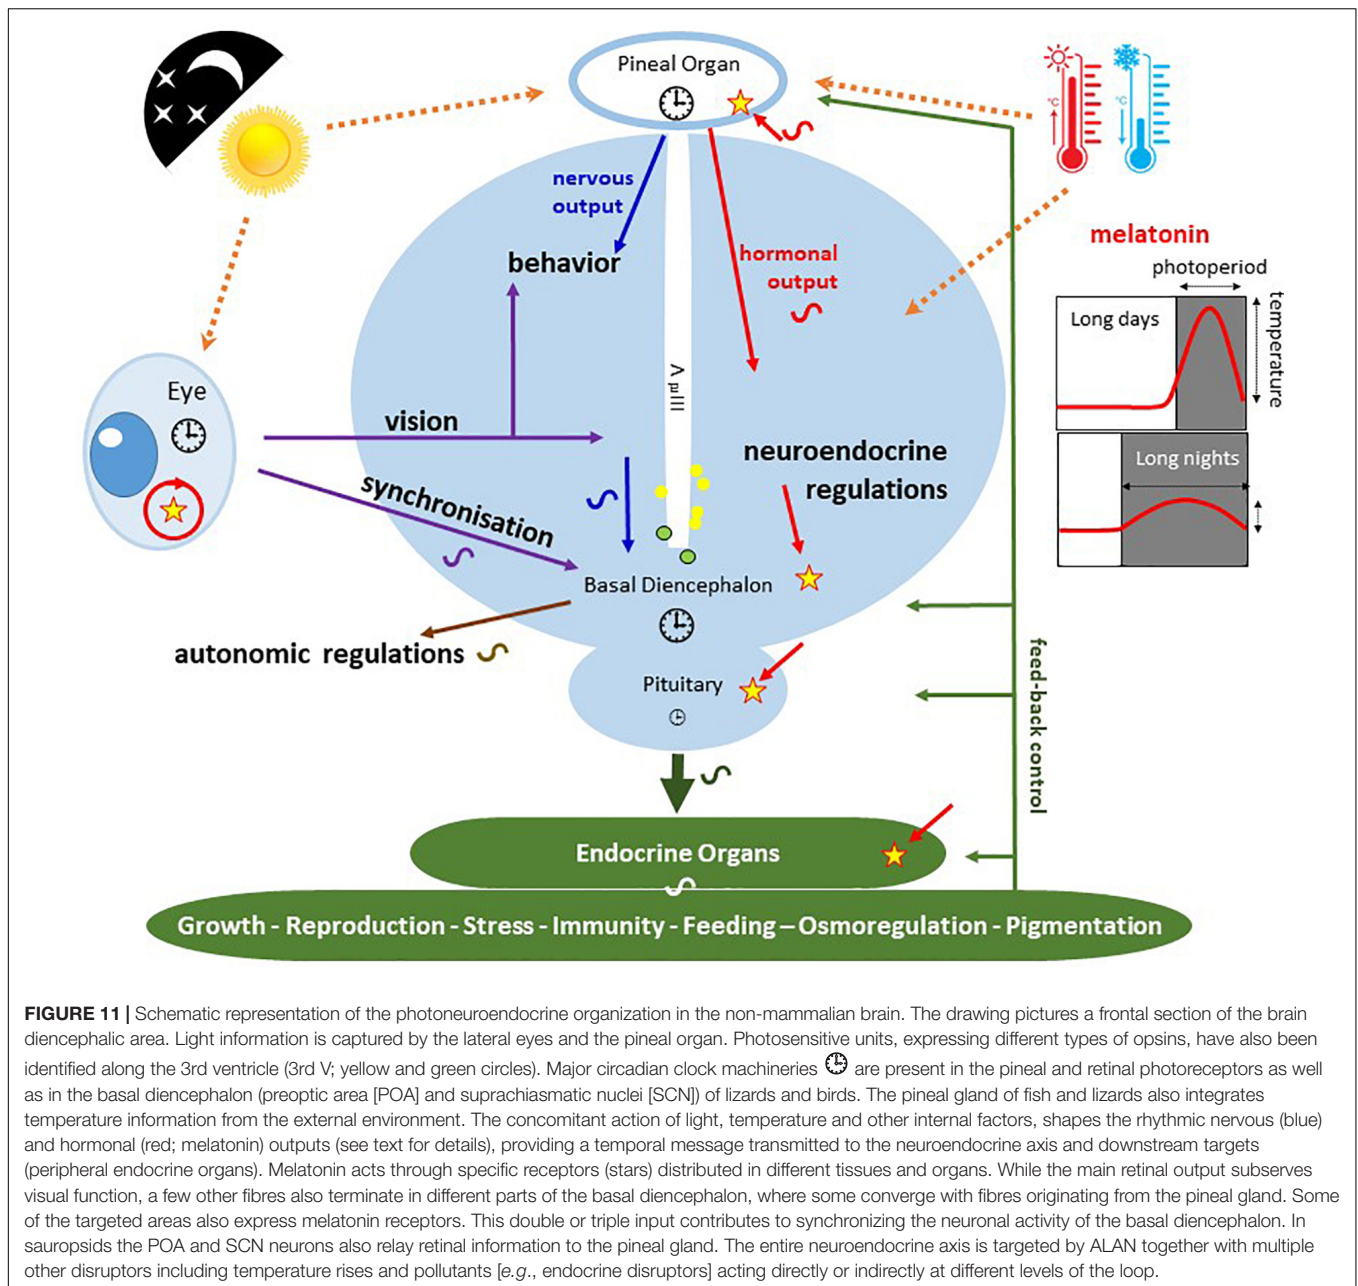 Pineal Organ
°C
°C
nervous
output
behavior
hormonal
output
melatonin
photoperiod
temperature
Long days
Long nights
Eye
vision
synchronisation
IIIrd V
neuroendocrine
regulations
Basal Diencephalon
autonomic regulations
Pituitary
feed-back control
Endocrine Organs
Growth - Reproduction - Stress - Immunity - Feeding – Osmoregulation - Pigmentation
FIGURE 11 | Schematic representation of the photoneuroendocrine organization in the non-mammalian brain. The drawing pictures a frontal section of the brain
diencephalic area. Light information is captured by the lateral eyes and the pineal organ. Photosensitive units, expressing different types of opsins, have also been
identified along the 3rd ventricle (3rd V; yellow and green circles). Major circadian clock machineries are present in the pineal and retinal photoreceptors as well
as in the basal diencephalon (preoptic area [POA] and suprachiasmatic nuclei [SCN]) of lizards and birds. The pineal gland of fish and lizards also integrates
temperature information from the external environment. The concomitant action of light, temperature and other internal factors, shapes the rhythmic nervous (blue)
and hormonal (red; melatonin) outputs (see text for details), providing a temporal message transmitted to the neuroendocrine axis and downstream targets
(peripheral endocrine organs). Melatonin acts through specific receptors (stars) distributed in different tissues and organs. While the main retinal output subserves
visual function, a few other fibres also terminate in different parts of the basal diencephalon, where some converge with fibres originating from the pineal gland. Some
of the targeted areas also express melatonin receptors. This double or triple input contributes to synchronizing the neuronal activity of the basal diencephalon. In
sauropsids the POA and SCN neurons also relay retinal information to the pineal gland. The entire neuroendocrine axis is targeted by ALAN together with multiple
other disruptors including temperature rises and pollutants [e.g., endocrine disruptors] acting directly or indirectly at different levels of the loop.